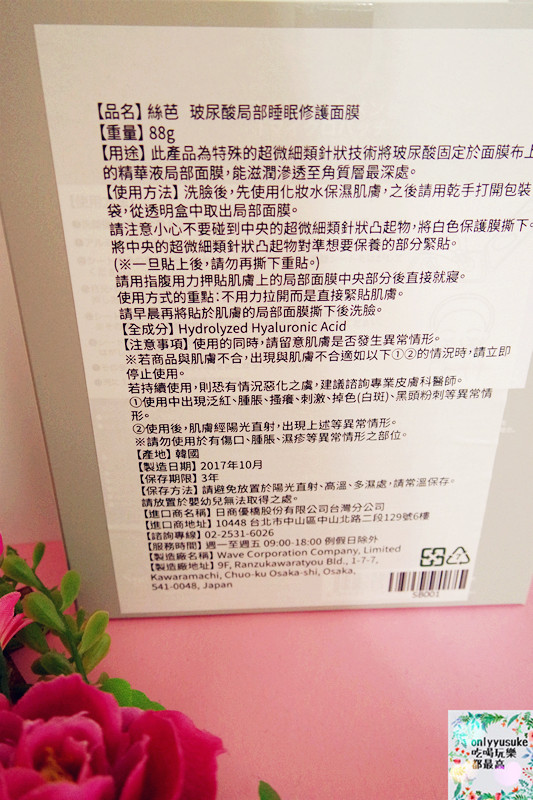 【品名】絲芭 玻尿酸局部睡眠修護面膜
【重量】88g
【用途】此產品為特殊的超微細類針狀技術將玻尿酸固定於面膜布上
的精華液局部面膜,能滋潤滲透至角質層最深處。
【使用方法】洗臉後,先使用化妝水保濕肌膚,之後請用乾手打開包裝
袋,從透明盒中取出局部面膜。
請注意小心不要碰到中央的超微細類針狀凸起物,將白色保護膜撕下。
將中央的超微細類針狀凸起物對準想要保養的部分緊貼。
(※一旦貼上後,請勿再撕下重貼。)
請用指腹用力押貼肌膚上的局部面膜中央部分後直接就寢。
使用方式的重點:不用力拉開而是直接緊貼肌膚。
請早晨再將貼於肌膚的局部面膜撕下後洗臉。
【全成分】Hydrolyzed Hyaluronic Acid
【注意事項】使用的同時,請留意肌膚是否發生異常情形。
※若商品與肌膚不合,出現與肌膚不合適如以下①②的情況時,請立即
停止使用。
若持續使用,則恐有情況惡化之虞,建議諮詢專業皮膚科醫師。
①使用中出現泛紅、腫脹、搔癢、刺激、掉色(白斑)、黑頭粉刺等異常情
形。
②使用後,肌膚經陽光直射,出現上述等異常情形。
※請勿使用於有傷口、腫脹、濕疹等異常情形之部位。
【產地】韓國
【製造日期】2017年10月
【保存期限】3年
【保存方法】請避免放置於陽光直射、高溫、多濕處,請常溫保存。
請放置於嬰幼兒無法取得之處。
【進口商名稱】日商優橋股份有限公司台灣分公司
【進口商地址】10448 台北市中山區中山北路二段129號6樓
【諮詢專線】02-2531-6026
【服務時間】週一至週五 09:00-18:00 例假日除外
【製造廠名稱】Wave Corporation Company, Limited
【製造廠地址】9F, Ranzukawaratyou Bld., 1-7-7,
Kawaramachi, Chuo-ku Osaka-shi, Osaka,
541-0048, Japan
SB001
onlyyusuke
吃喝玩樂
都最高